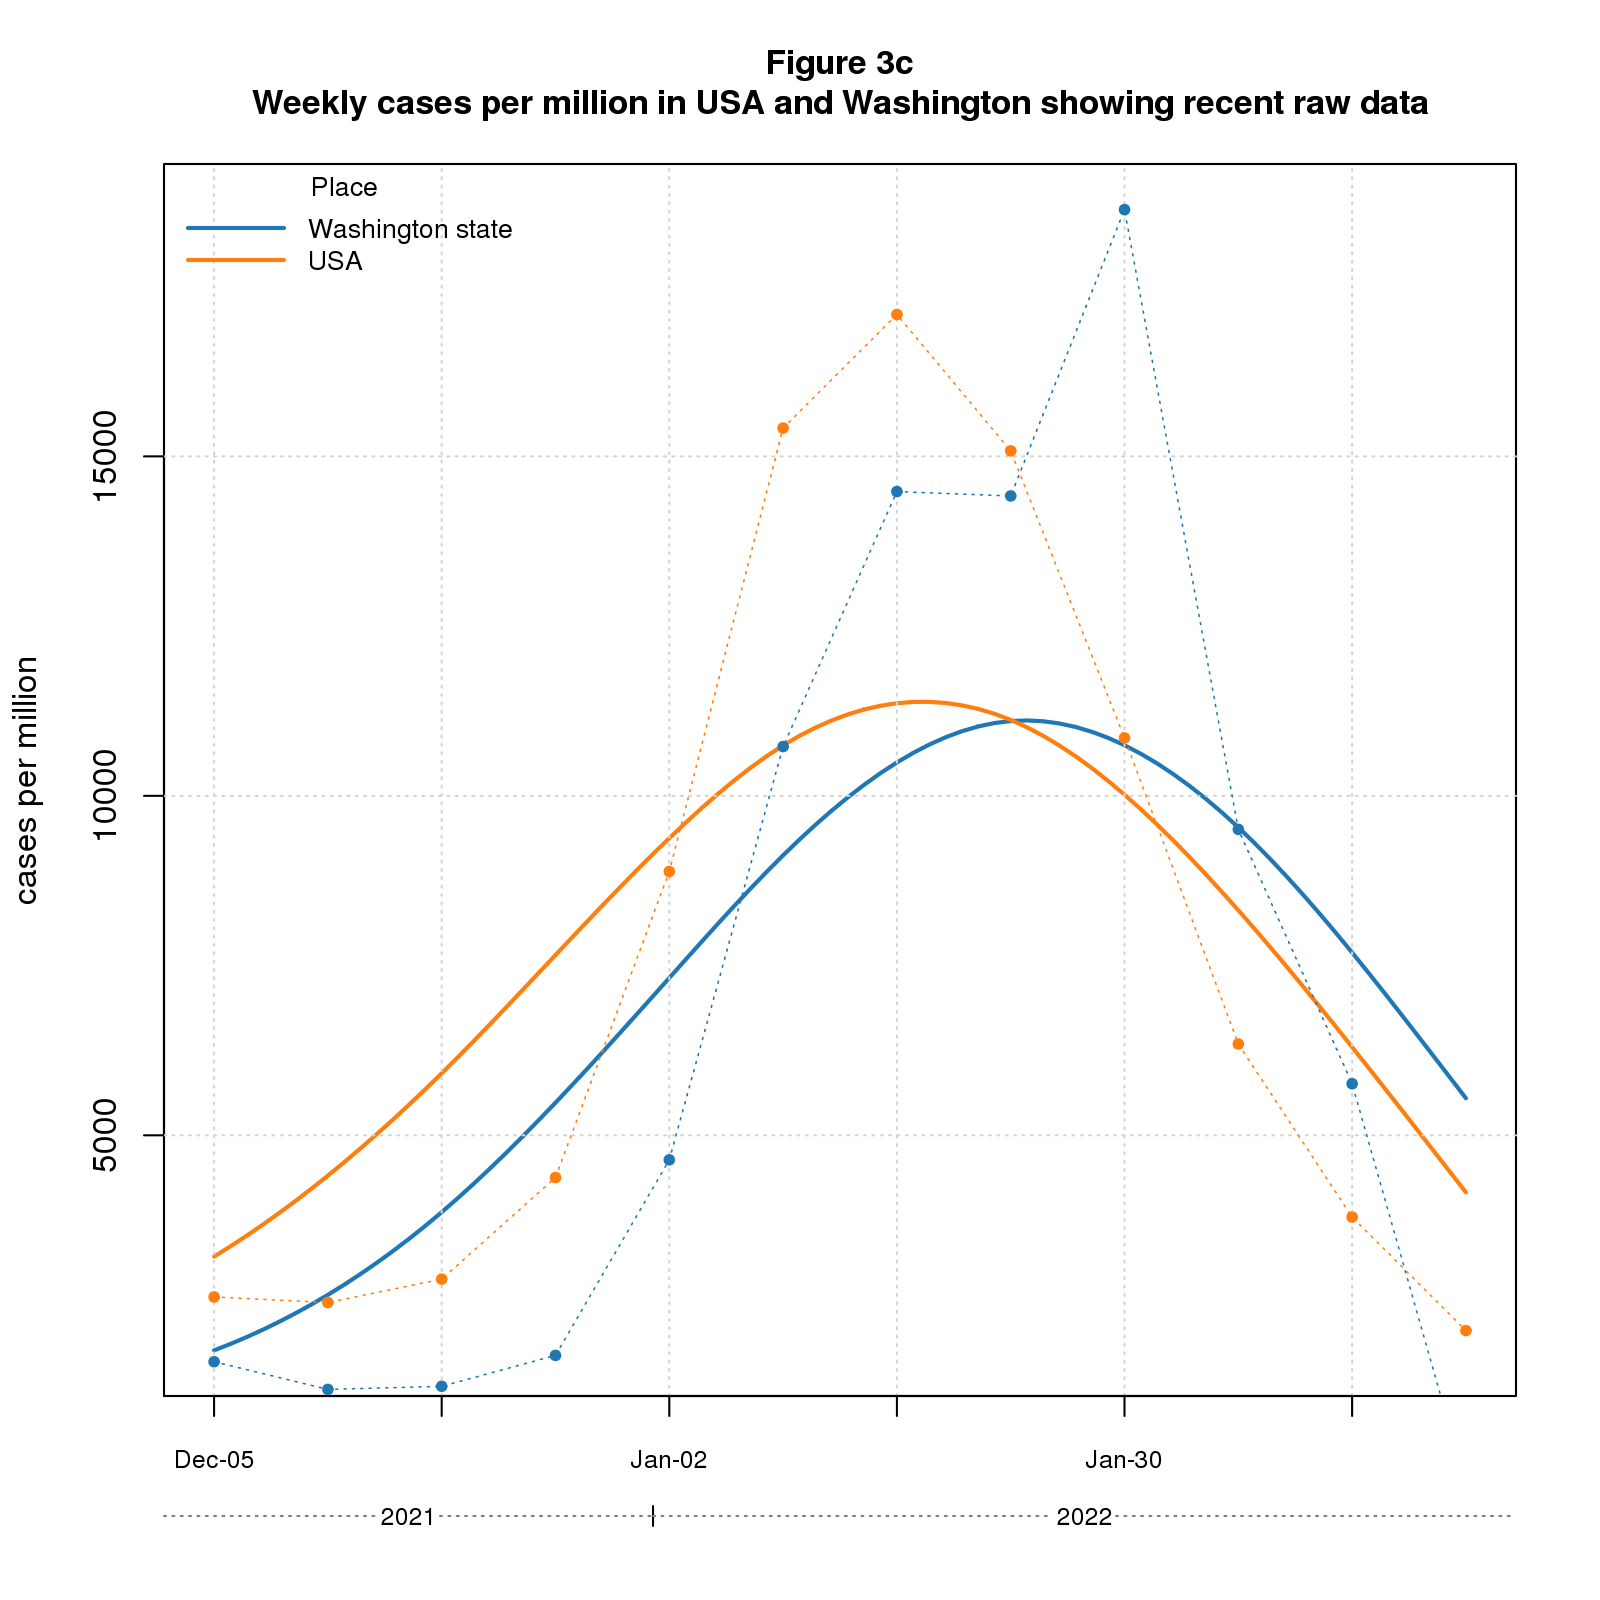 Figure 3c
Weekly cases per million in USA and Washington showing recent raw data
Place
Washington state
USA
cases per million
15000
10000
5000
Dec-05
Jan-02
Jan-30
2021
2022